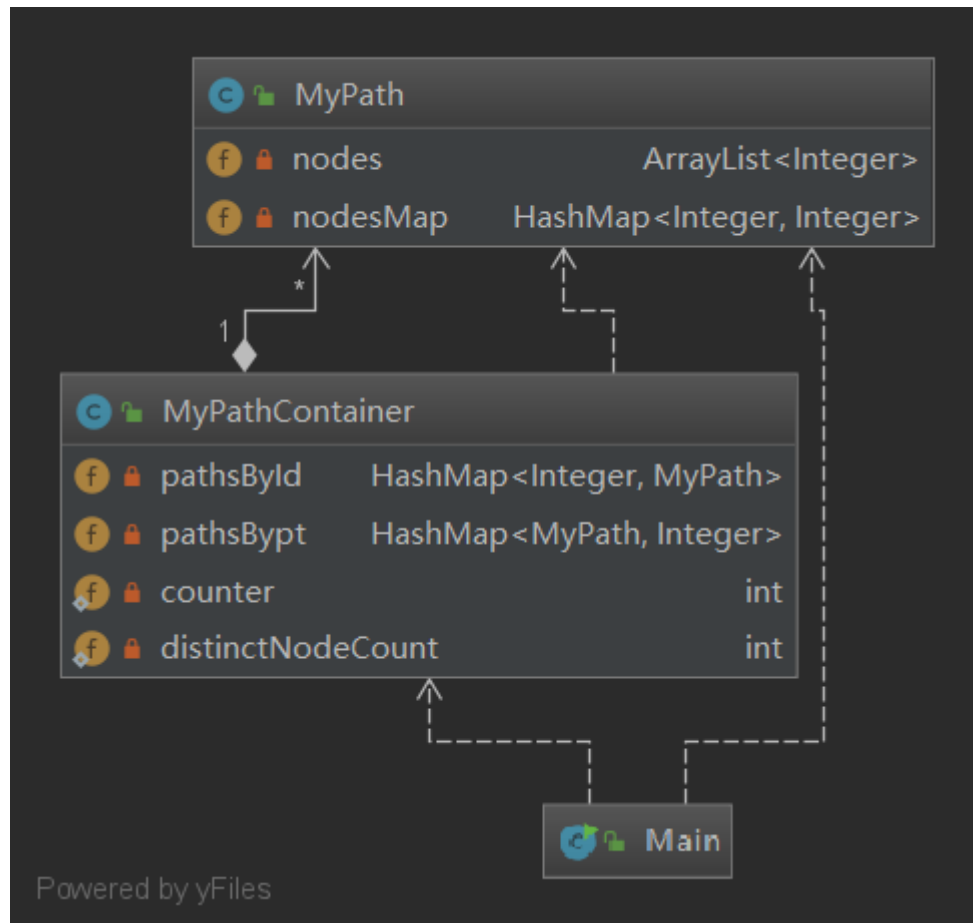 MyPath
nodes ArrayList<Integer>
nodesMap HashMap<Integer, Integer>
*
1
MyPathContainer
pathsById HashMap<Integer, MyPath>
pathsBypt HashMap<MyPath, Integer>
counter int
distinctNodeCount int
Main
Powered by yFiles